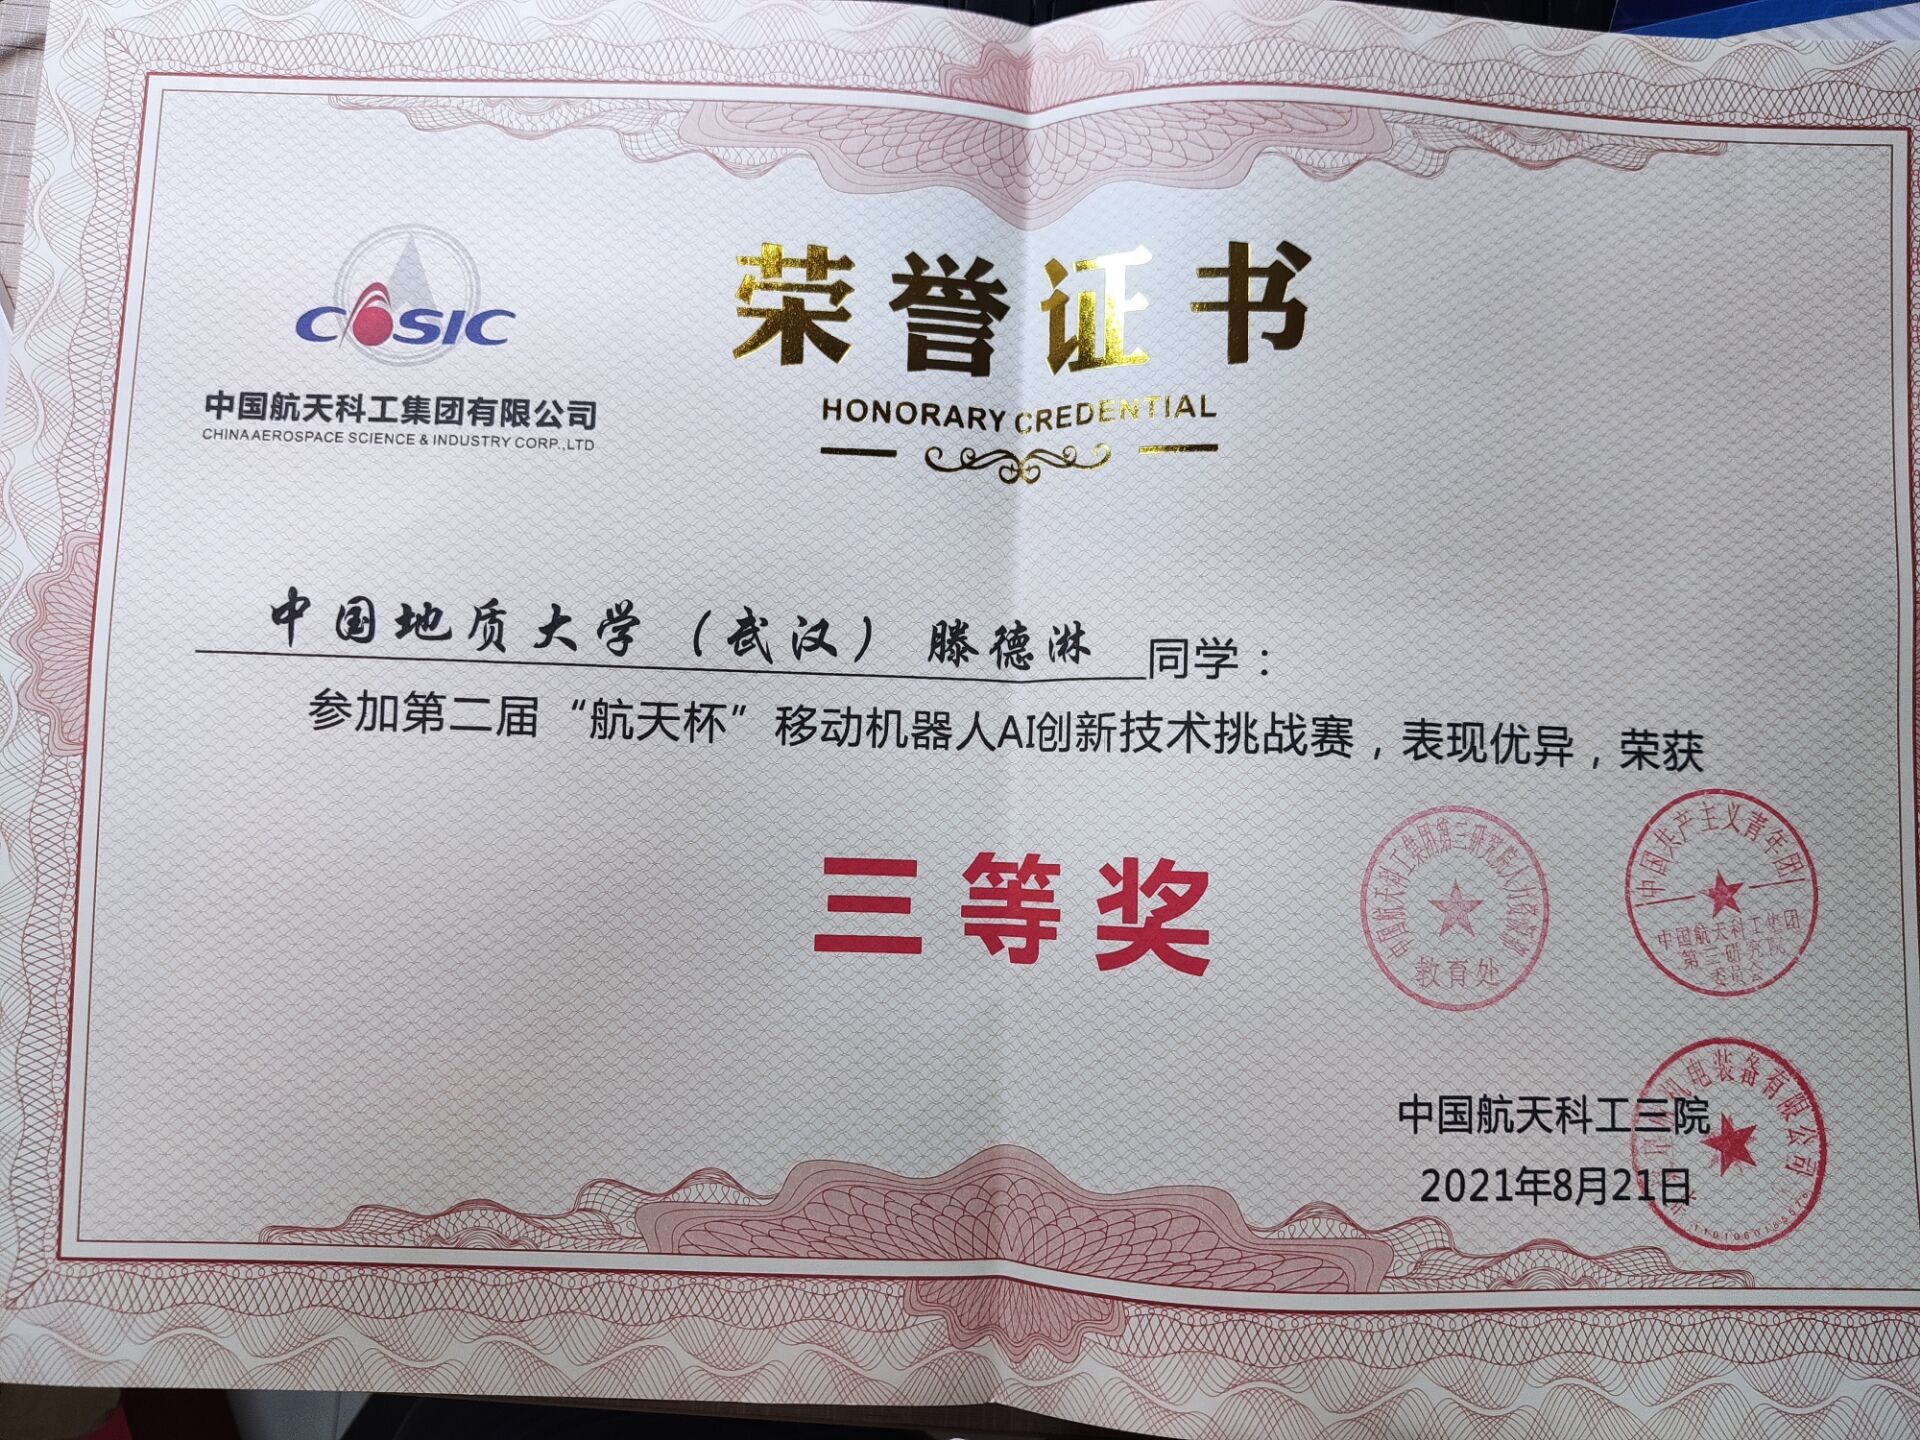 CASIC
中国航天科工集团有限公司
CHINA AEROSPACE SCIENCE & INDUSTRY CORP.,LTD
荣誉证书
HONORARY CREDENTIAL
中国地质大学（武汉）滕德淋同学：
参加第二届“航天杯”移动机器人AI创新技术挑战赛，表现优异，荣获
三等奖
中国航天科工集团第三研究院人力资源部
教育处
中国共产主义青年团
中国航天科工集团
第三研究院
委员会
机电装备有限公司
中国航天科工三院
2021年8月21日